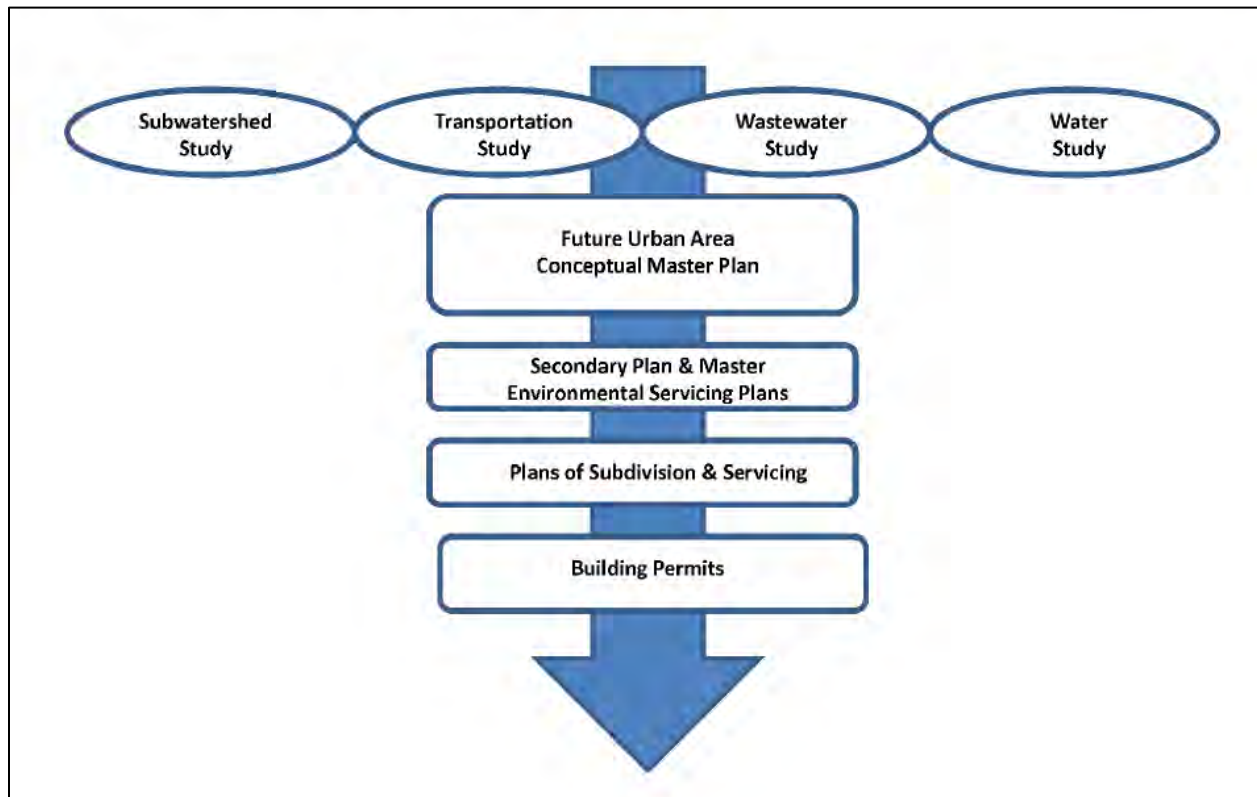 Subwatershed
Study
Transportation
Study
Wastewater
Study
Water
Study
Future Urban Area
Conceptual Master Plan
Secondary Plan & Master
Environmental Servicing Plans
Plans of Subdivision & Servicing
Building Permits